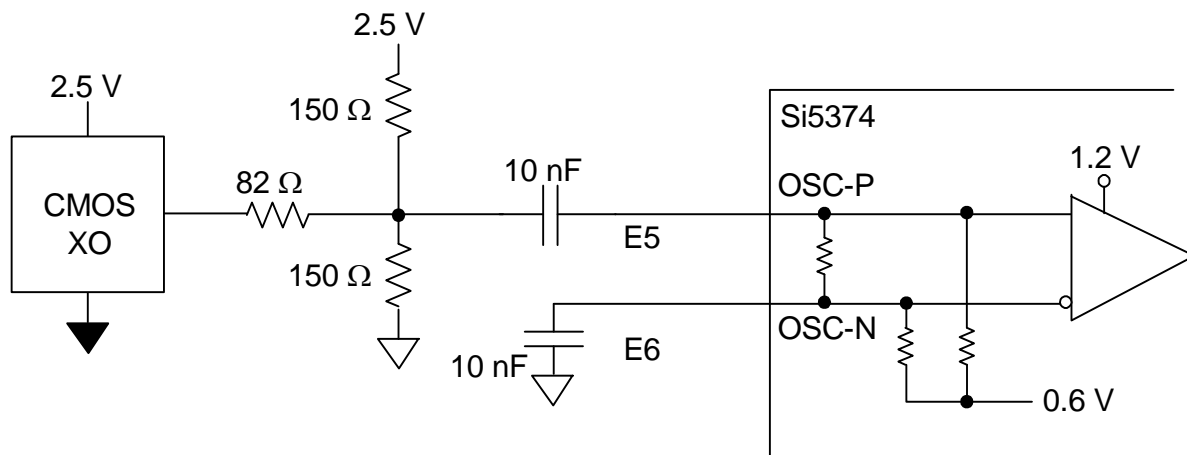 2.5 V
2.5 V
150 Ω
Si5374
1.2 V
10 nF
OSC-P
82 Ω
CMOS
XO
E5
150 Ω
OSC-N
E6
10 nF
0.6 V